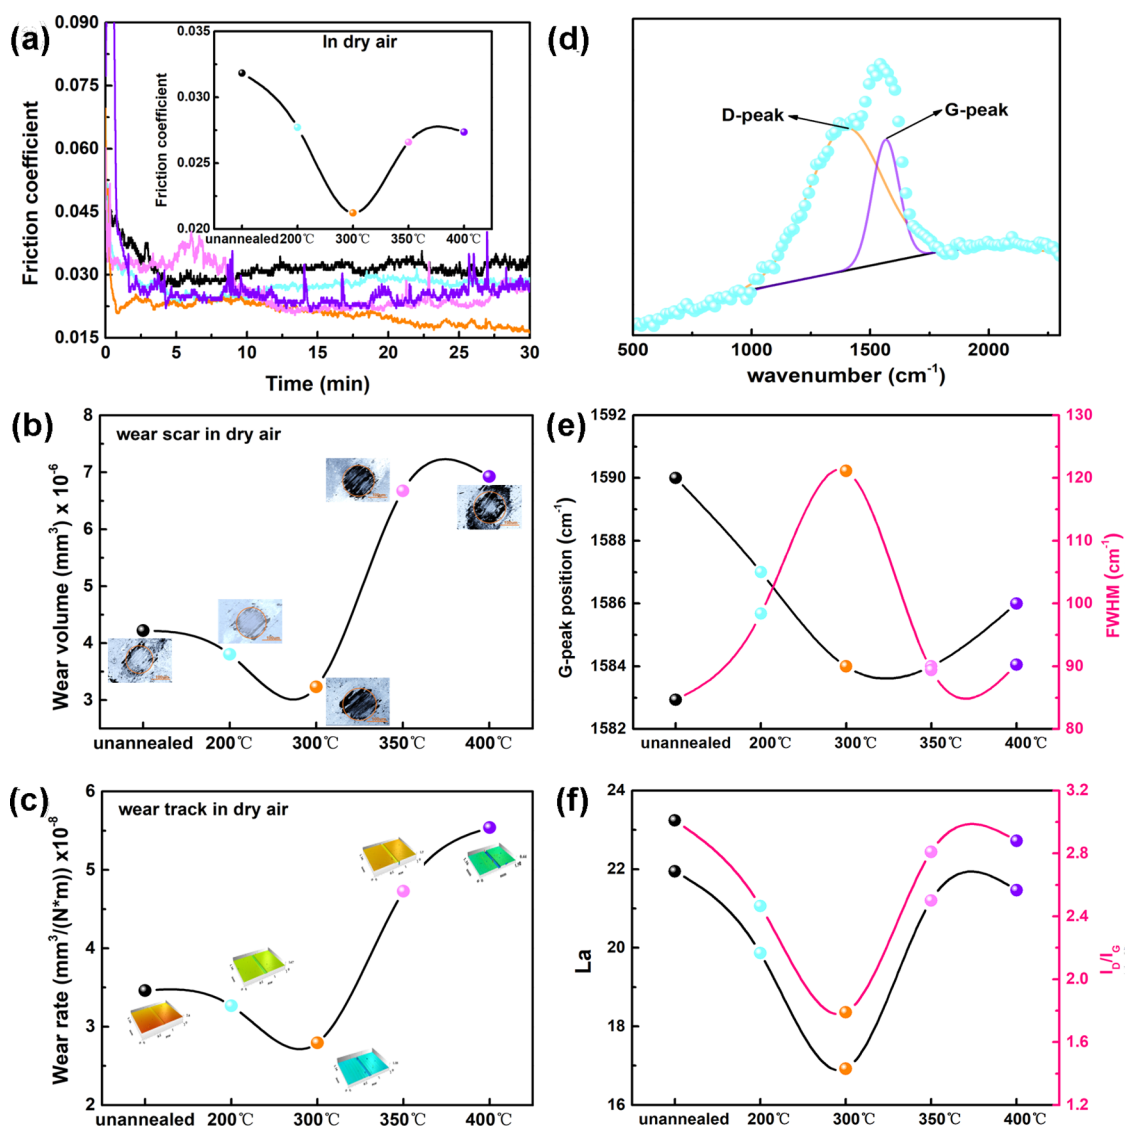 (a)
0.090
0.075
0.060
0.045
0.030
0.015
Friction coefficient
0
5
10
15
20
25
30
Time (min)
In dry air
0.035
0.030
0.025
0.020
Friction coefficient
unannealed
200℃
300℃
350℃
400℃
(d)
D-peak
G-peak
500
1000
1500
2000
wavenumber (cm⁻¹)
(b)
wear scar in dry air
8
7
6
5
4
3
Wear volume (mm³) x 10⁻⁶
unannealed
200℃
300℃
350℃
400℃
(e)
1592
1590
1588
1586
1584
1582
G-peak position (cm⁻¹)
130
120
110
100
90
80
FWHM (cm⁻¹)
unannealed
200℃
300℃
350℃
400℃
(c)
wear track in dry air
6
5
4
3
2
Wear rate (mm³/(N*m)) x10⁻⁸
unannealed
200℃
300℃
350℃
400℃
(f)
24
22
20
18
16
La
3.2
2.8
2.4
2.0
1.6
1.2
I_D/I_G
unannealed
200℃
300℃
350℃
400℃